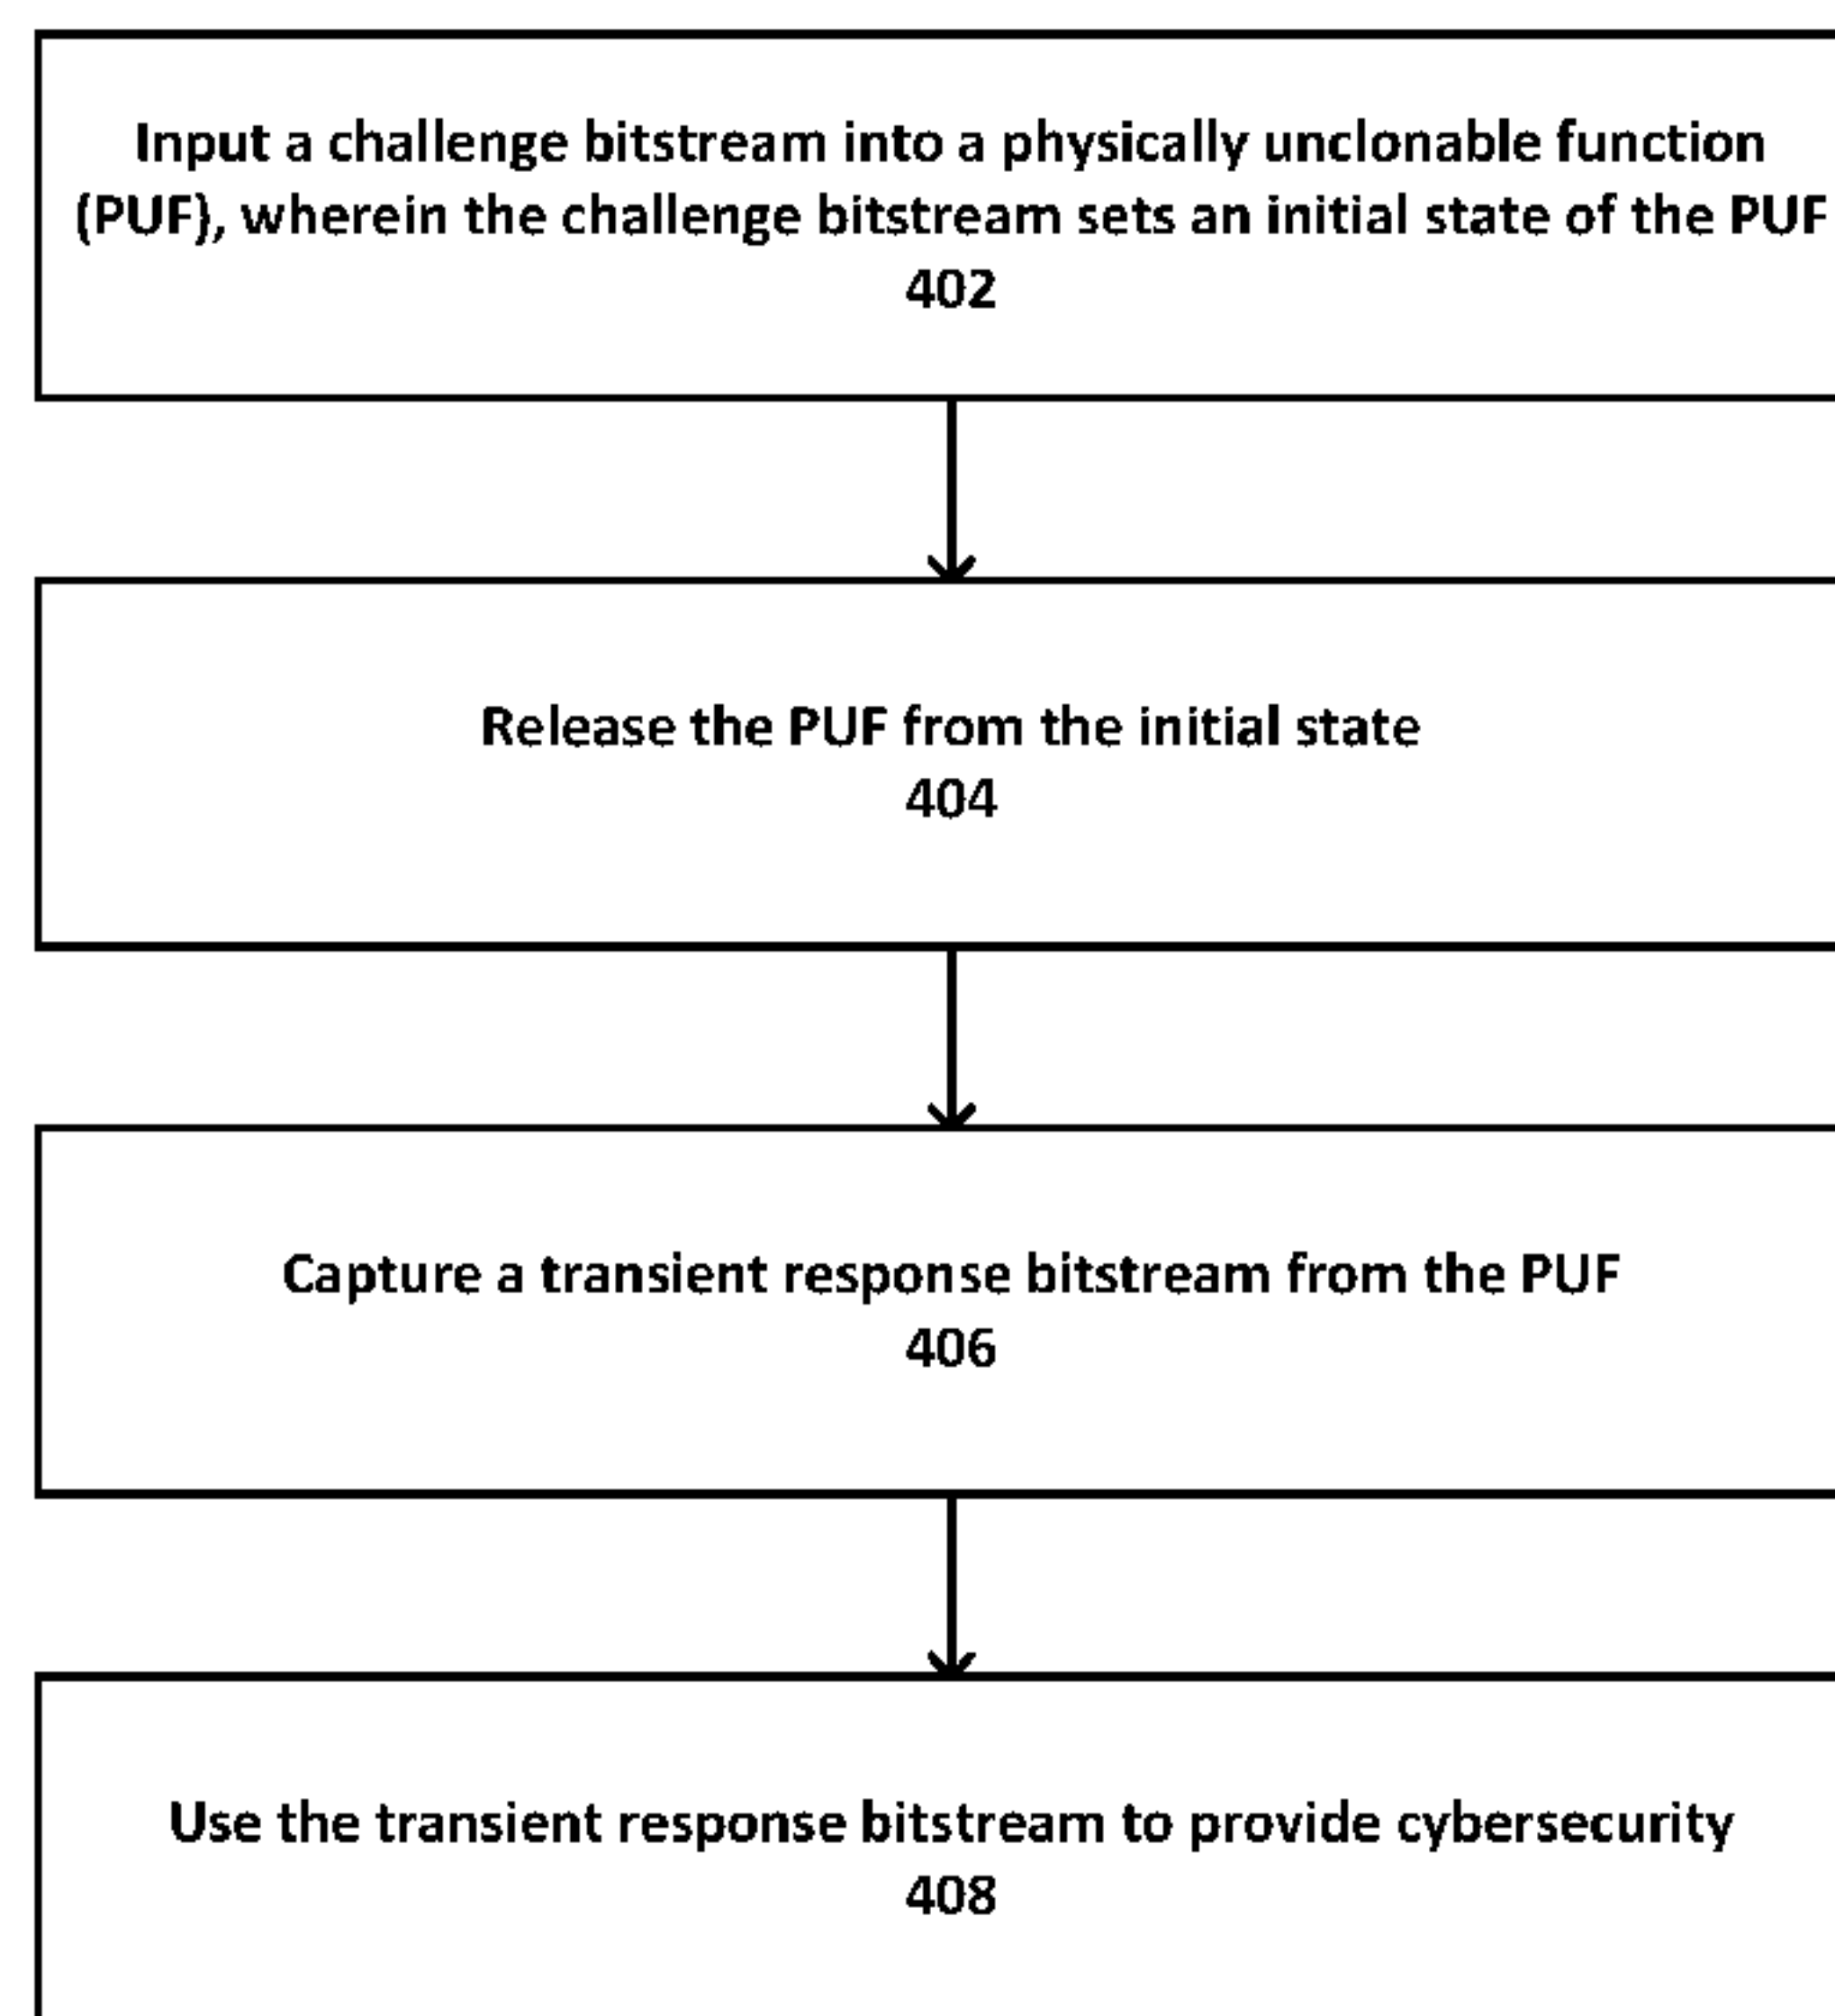 Input a challenge bitstream into a physically unclonable function
(PUF), wherein the challenge bitstream sets an initial state of the PUF
402
Release the PUF from the initial state
404
Capture a transient response bitstream from the PUF
406
Use the transient response bitstream to provide cybersecurity
408